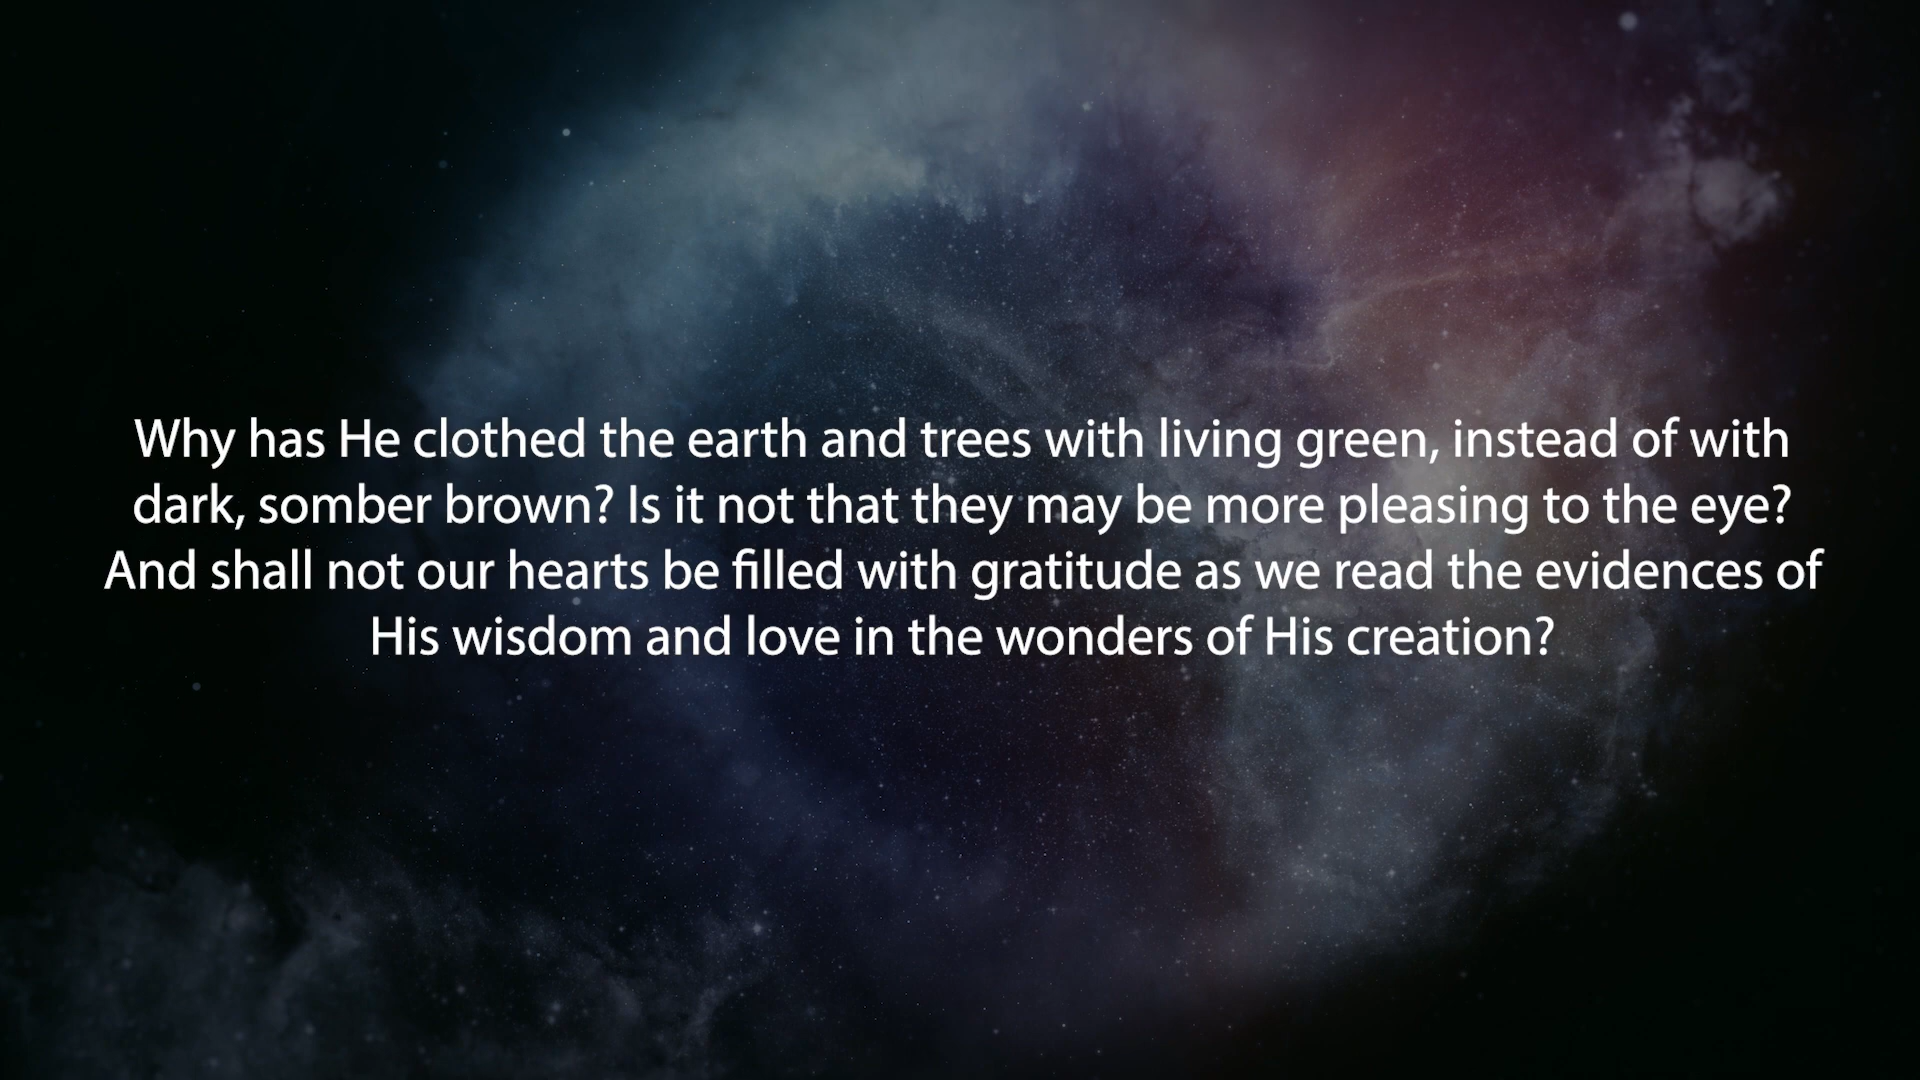 Why has He clothed the earth and trees with living green, instead of with
dark, somber brown? Is it not that they may be more pleasing to the eye?
And shall not our hearts be filled with gratitude as we read the evidences of
His wisdom and love in the wonders of His creation?